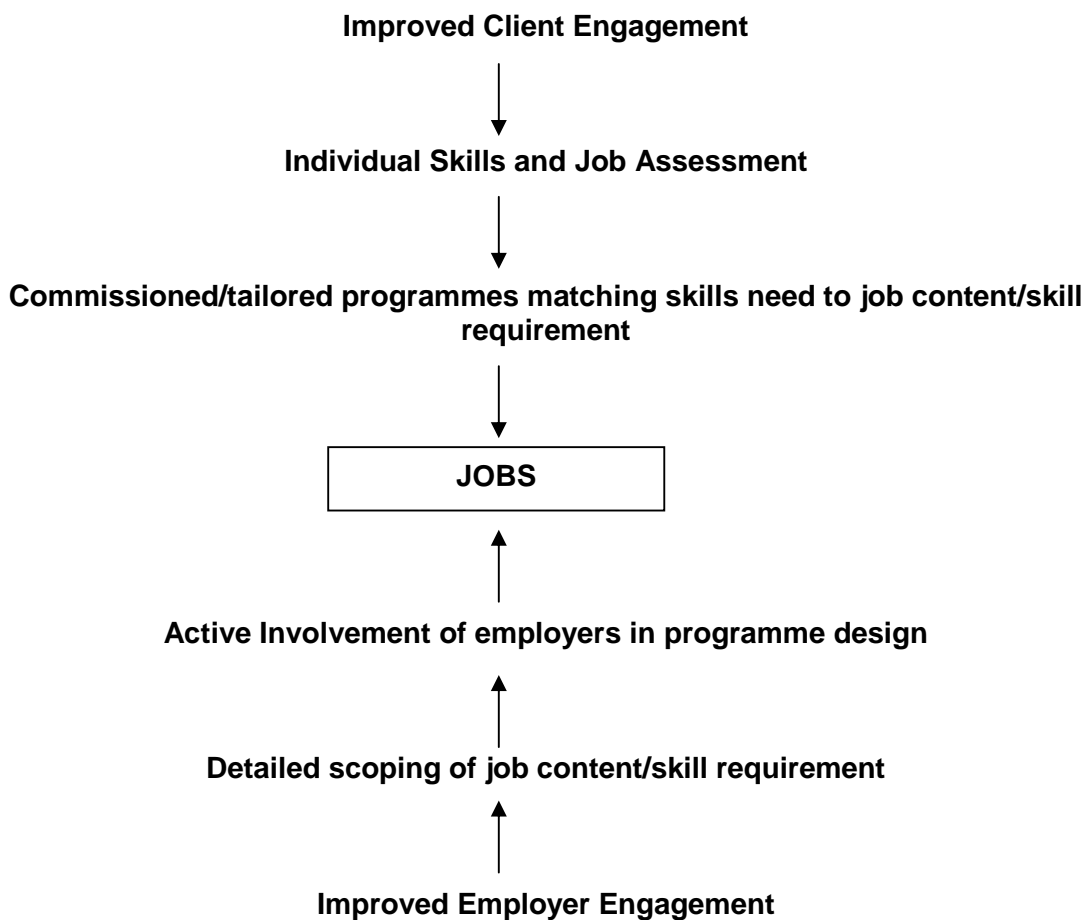 Improved Client Engagement
Individual Skills and Job Assessment
Commissioned/tailored programmes matching skills need to job content/skill
requirement
JOBS
Active Involvement of employers in programme design
Detailed scoping of job content/skill requirement
Improved Employer Engagement